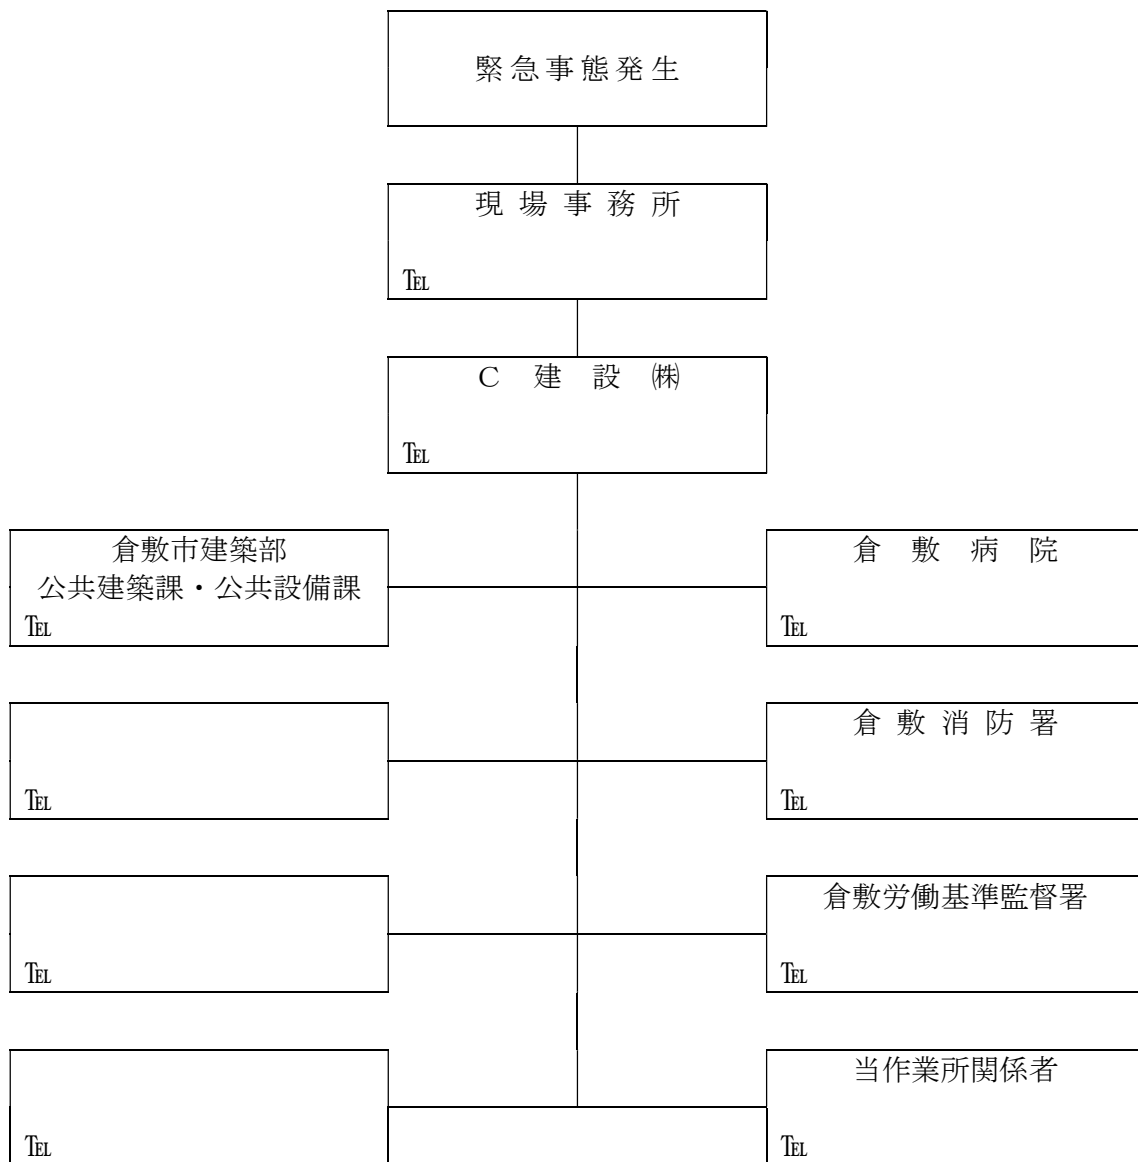 緊急事態発生
現場事務所
℡
C建設㈱
℡
倉敷市建築部
公共建築課・公共設備課
℡
倉敷病院
℡
℡
倉敷消防署
℡
℡
倉敷労働基準監督署
℡
℡
当作業所関係者
℡